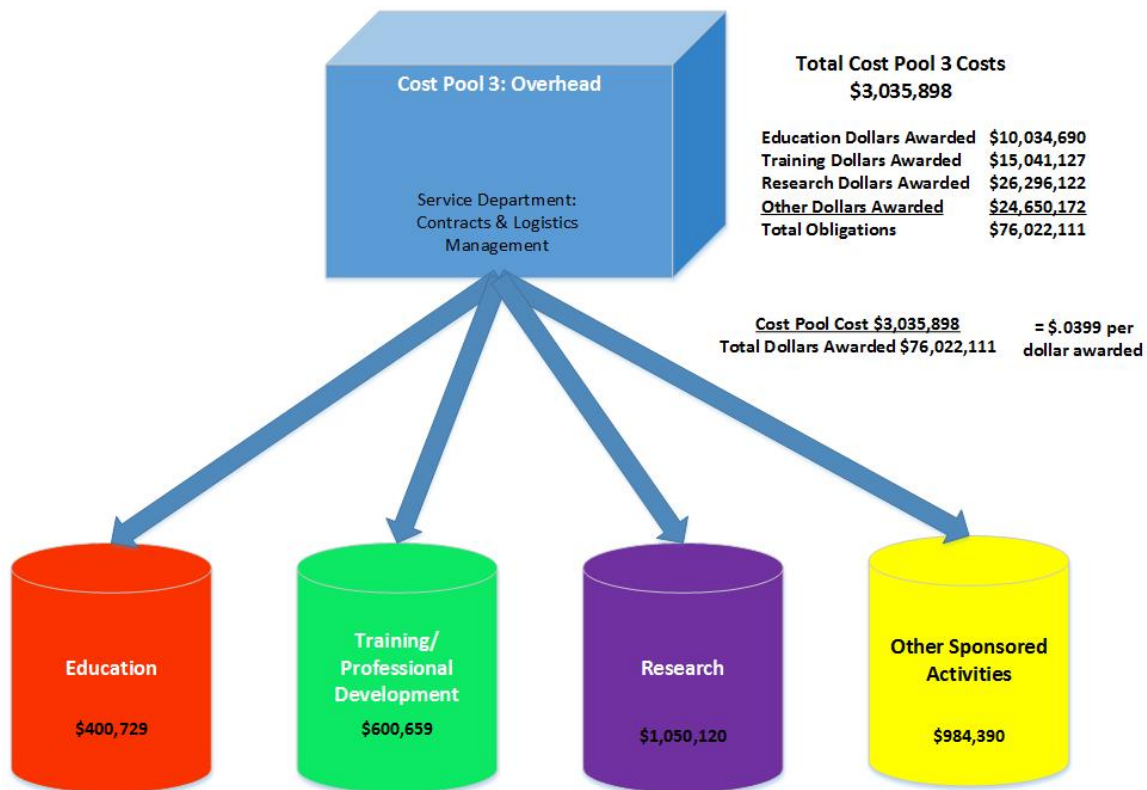 Cost Pool 3: Overhead
Service Department:
Contracts & Logistics
Management
Total Cost Pool 3 Costs
$3,035,898
Education Dollars Awarded $10,034,690
Training Dollars Awarded $15,041,127
Research Dollars Awarded $26,296,122
Other Dollars Awarded $24,650,172
Total Obligations $76,022,111
Cost Pool Cost $3,035,898
Total Dollars Awarded $76,022,111
= $.0399 per
dollar awarded
Education
$400,729
Training/
Professional
Development
$600,659
Research
$1,050,120
Other Sponsored
Activities
$984,390